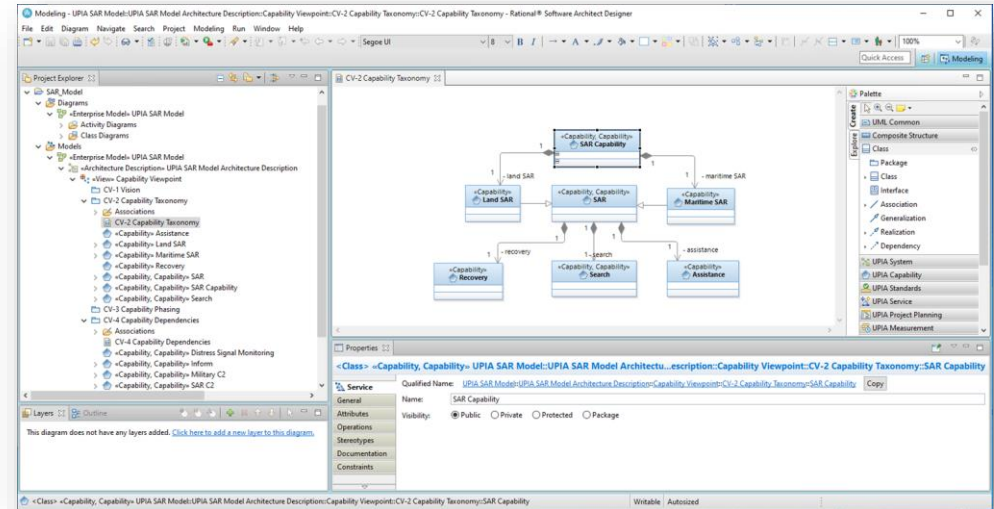 Modeling - UPIA SAR Model::UPIA SAR Model Architecture Description::Capability Viewpoint::CV-2 Capability Taxonomy::CV-2 Capability Taxonomy - Rational® Software Architect Designer
File Edit Diagram Navigate Search Project Modeling Run Window Help
Segoe UI
8
100%
Quick Access
Modeling
Project Explorer
SAR_Model
Diagrams
«Enterprise Model» UPIA SAR Model
Activity Diagrams
Class Diagrams
Models
«Enterprise Model» UPIA SAR Model
«Architecture Description» UPIA SAR Model Architecture Description
«View» Capability Viewpoint
CV-1 Vision
CV-2 Capability Taxonomy
Associations
CV-2 Capability Taxonomy
«Capability» Assistance
«Capability» Land SAR
«Capability» Maritime SAR
«Capability» Recovery
«Capability, Capability» SAR
«Capability, Capability» SAR Capability
«Capability, Capability» Search
CV-3 Capability Phasing
CV-4 Capability Dependencies
Associations
CV-4 Capability Dependencies
«Capability, Capability» Distress Signal Monitoring
«Capability, Capability» Inform
«Capability, Capability» Military C2
«Capability, Capability» SAR C2
Layers
Outline
This diagram does not have any layers added. Click here to add a new layer to this diagram.
CV-2 Capability Taxonomy
«Capability, Capability»
SAR Capability
1
1
1 - land SAR
1 - maritime SAR
«Capability»
Land SAR
«Capability, Capability»
SAR
«Capability»
Maritime SAR
1
1
1
1 - recovery
1 - search
1 - assistance
«Capability»
Recovery
«Capability, Capability»
Search
«Capability»
Assistance
Palette
Create
Explore
UML Common
Composite Structure
Class
Package
Class
Interface
Association
Generalization
Realization
Dependency
UPIA System
UPIA Capability
UPIA Standards
UPIA Service
UPIA Project Planning
UPIA Measurement
Properties
<Class> «Capability, Capability» UPIA SAR Model::UPIA SAR Model Architectu...escription::Capability Viewpoint::CV-2 Capability Taxonomy::SAR Capability
Service
General
Attributes
Operations
Stereotypes
Documentation
Constraints
Qualified Name: UPIA SAR Model::UPIA SAR Model Architecture Description::Capability Viewpoint::CV-2 Capability Taxonomy::SAR Capability Copy
Name: SAR Capability
Visibility: Public Private Protected Package
<Class> «Capability, Capability» UPIA SAR Model::UPIA SAR Model Architecture Description::Capability Viewpoint::CV-2 Capability Taxonomy::SAR Capability
Writable Autosized